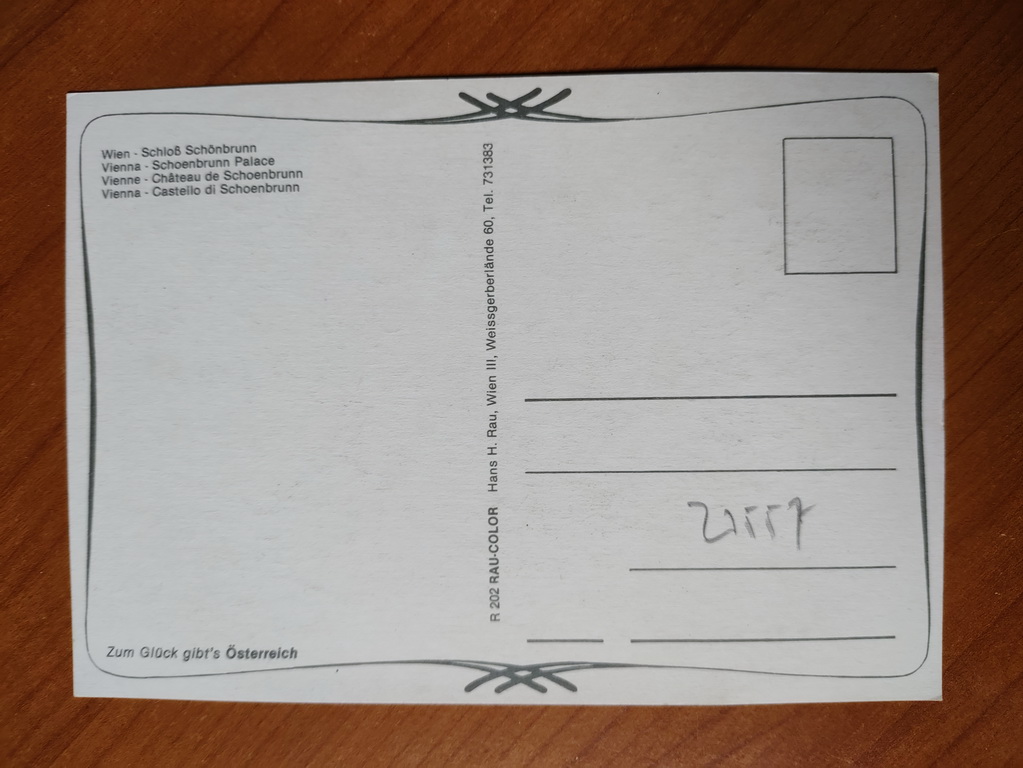 Wien - Schloß Schönbrunn
Vienna - Schoenbrunn Palace
Vienne - Château de Schoenbrunn
Vienna - Castello di Schoenbrunn
Zum Glück gibt's Österreich
R 202 RAU-COLOR Hans H. Rau, Wien III, Weissgerberlände 60, Tel. 731383